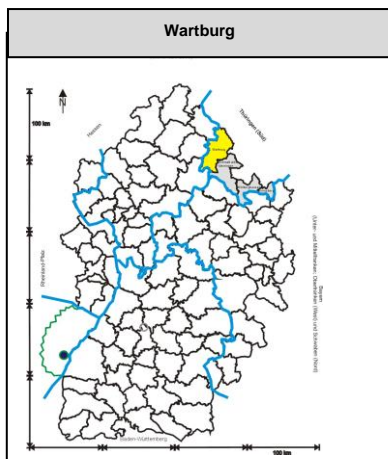 Wartburg
N
100 km
Hessen
Thüringen (Süd)
Rheinland-Pfalz
Bayern
(Unter- und Mittelfranken, Oberfranken (West) und Schwaben (Nord)
Baden-Württemberg
100 km